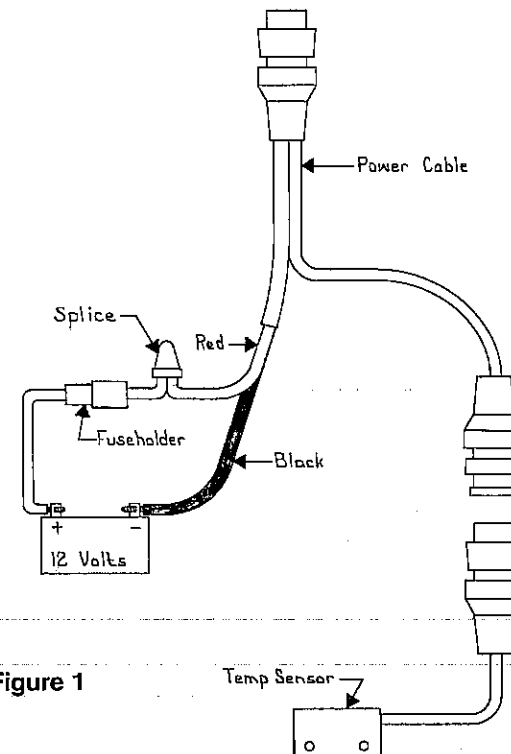 Power Cable
Splice
Red
Fuseholder
Black
+ -
12 Volts
Figure 1
Temp Sensor